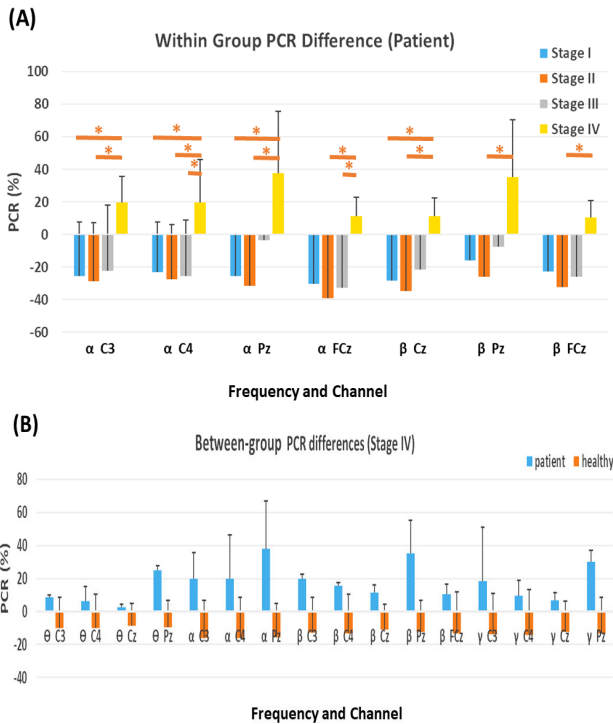 (A)
Within Group PCR Difference (Patient)
Stage I
Stage II
Stage III
Stage IV
100
80
60
40
20
0
-20
-40
-60
PCR (%)
* * * * * * * * * * * * *
α C3 α C4 α Pz α FCz β Cz β Pz β FCz
Frequency and Channel
(B)
Between-group PCR differences (Stage IV)
patient healthy
80
60
40
20
0
-20
-40
PCR (%)
θ C3 θ C4 θ Cz θ Pz α C3 α C4 α Pz β C3 β C4 β Cz β Pz β FCz γ C3 γ C4 γ Cz γ Pz
Frequency and Channel